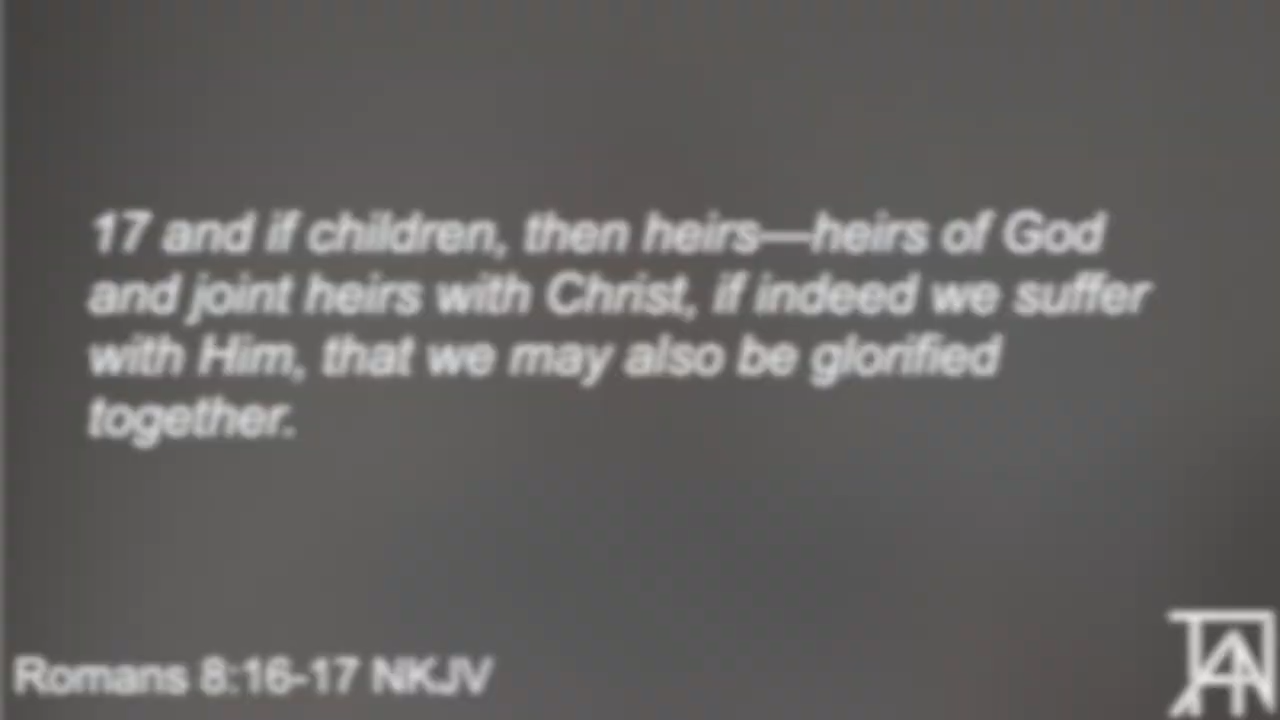 17 and if children, then heirs—heirs of God
and joint heirs with Christ, if indeed we suffer
with Him, that we may also be glorified
together.
Romans 8:16-17 NKJV